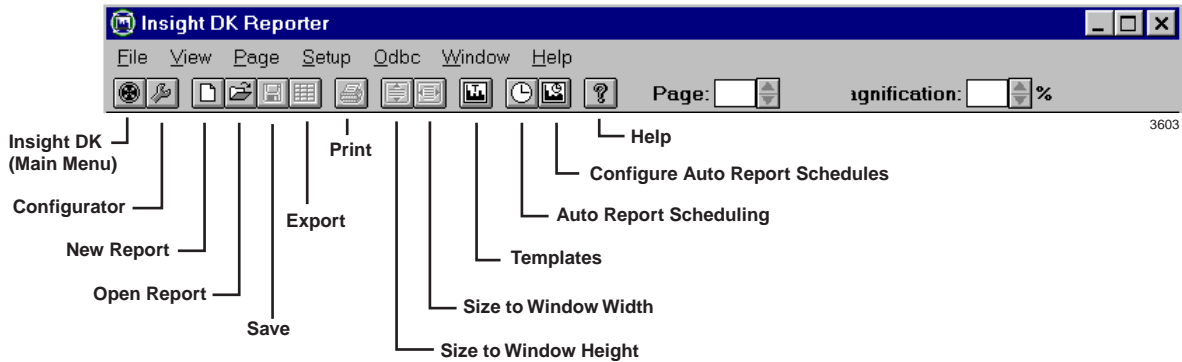 Insight DK Reporter
File View Page Setup Odbc Window Help
Page: ignification: %
3603
Insight DK
(Main Menu)
Print
Help
Configure Auto Report Schedules
Configurator
Export
Auto Report Scheduling
New Report
Templates
Open Report
Size to Window Width
Save
Size to Window Height